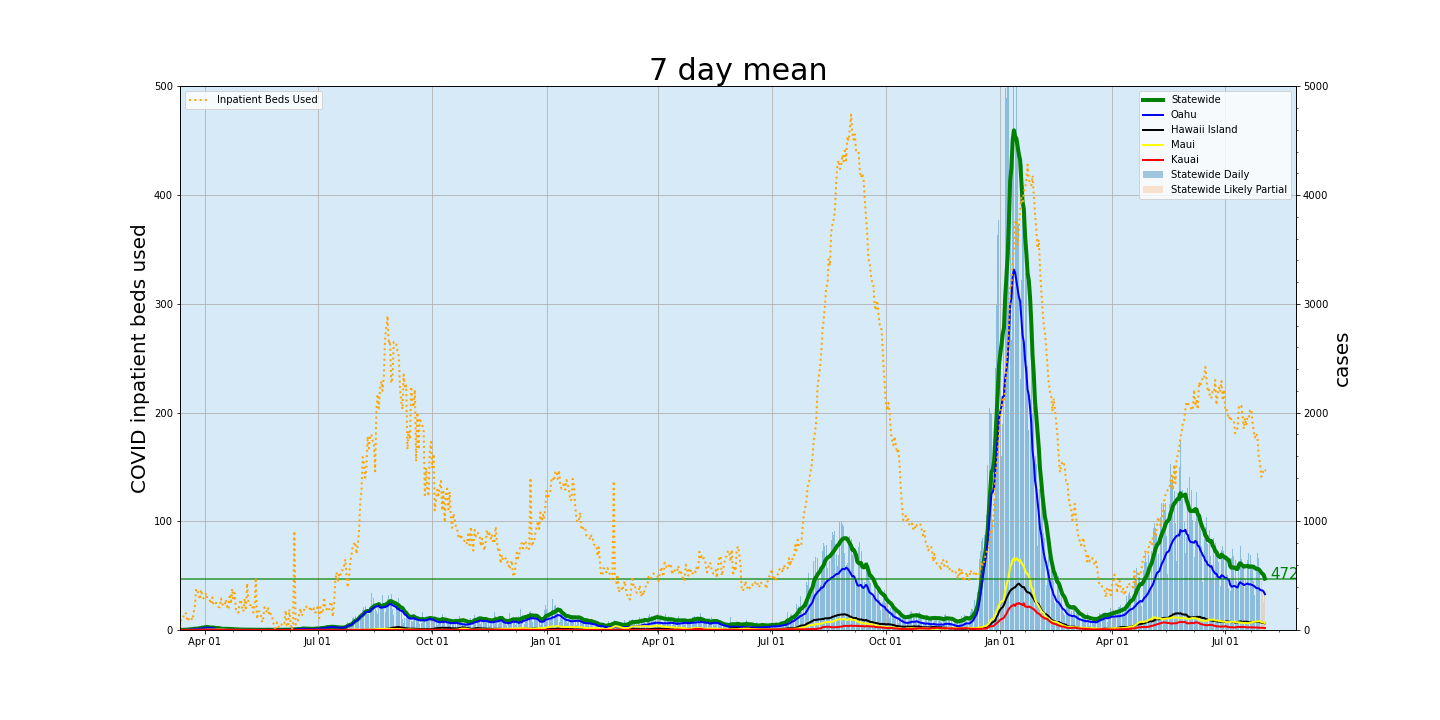 7 day mean
COVID inpatient beds used
500
400
300
200
100
0
Inpatient Beds Used
Statewide
Oahu
Hawaii Island
Maui
Kauai
Statewide Daily
Statewide Likely Partial
472
5000
4000
3000
2000
1000
0
cases
Apr 01 Jul 01 Oct 01 Jan 01 Apr 01 Jul 01 Oct 01 Jan 01 Apr 01 Jul 01